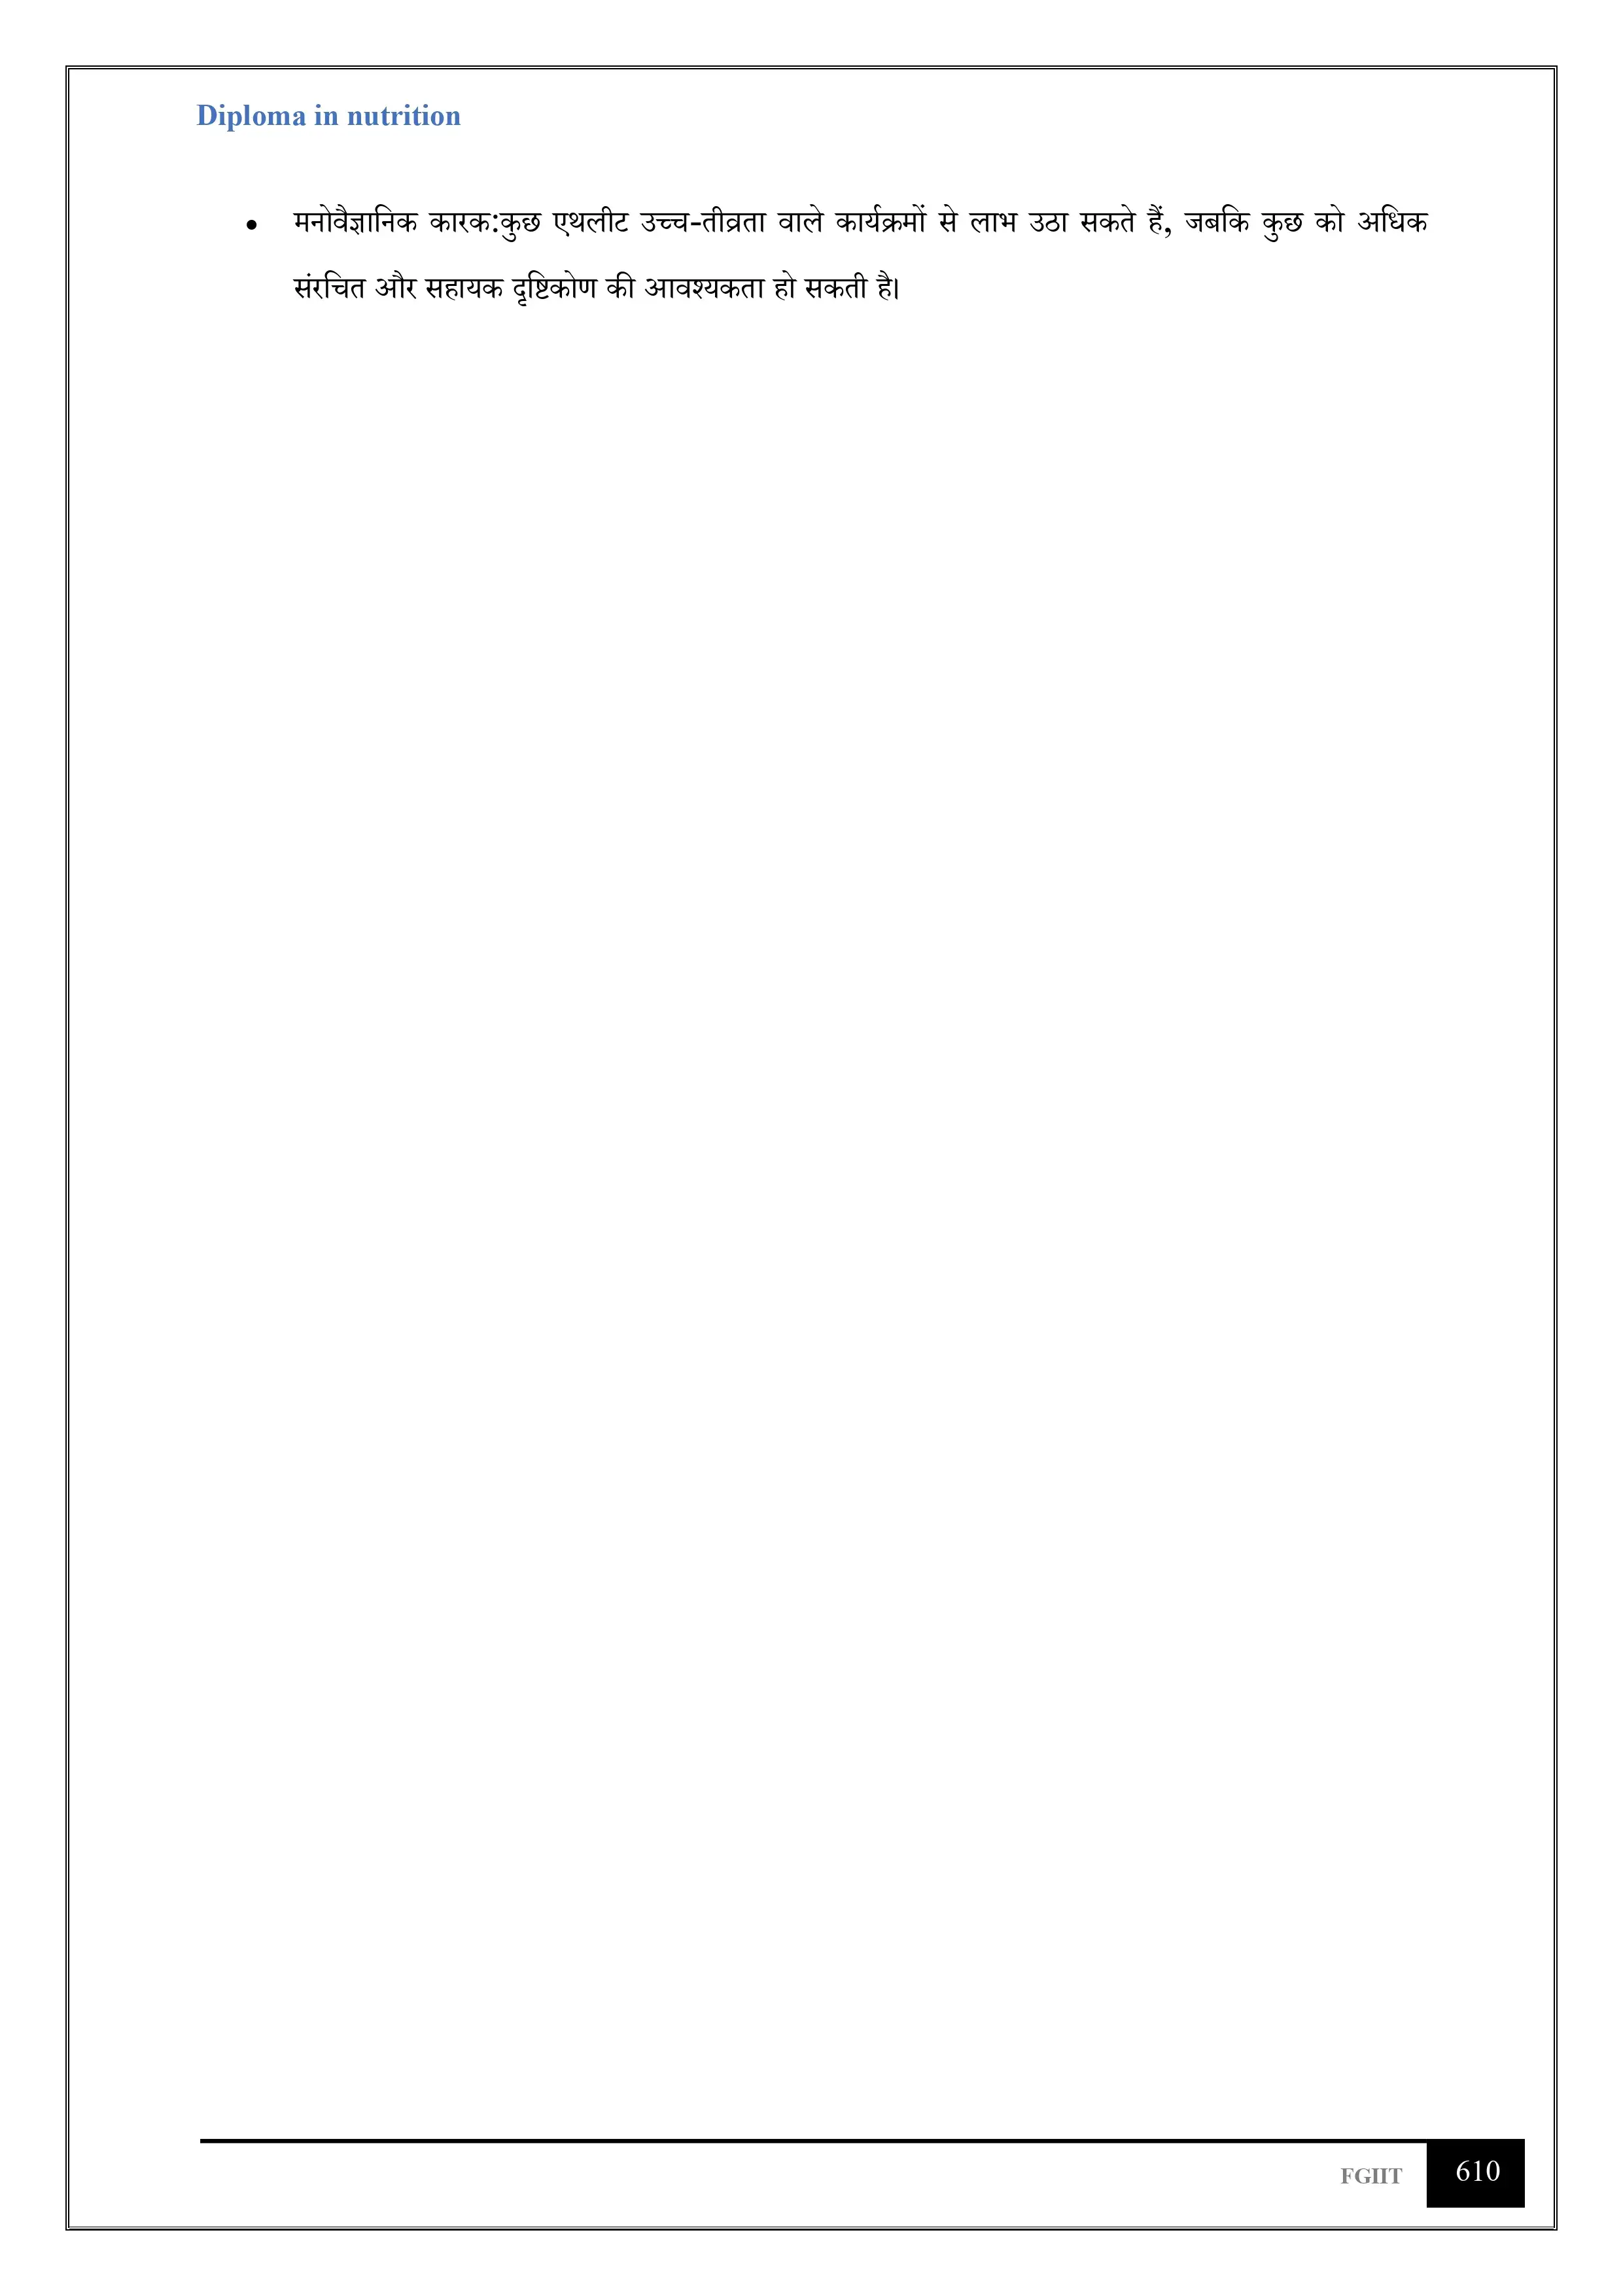 Diploma in nutrition
• मनोवैज्ञानिक कारक:कुछ एथलीट उच्च-तीव्रता वाले कार्यक्रमों से लाभ उठा सकते हैं, जबकि कुछ को अधिक
संरचित और सहायक दृष्टिकोण की आवश्यकता हो सकती है।
FGIIT 610